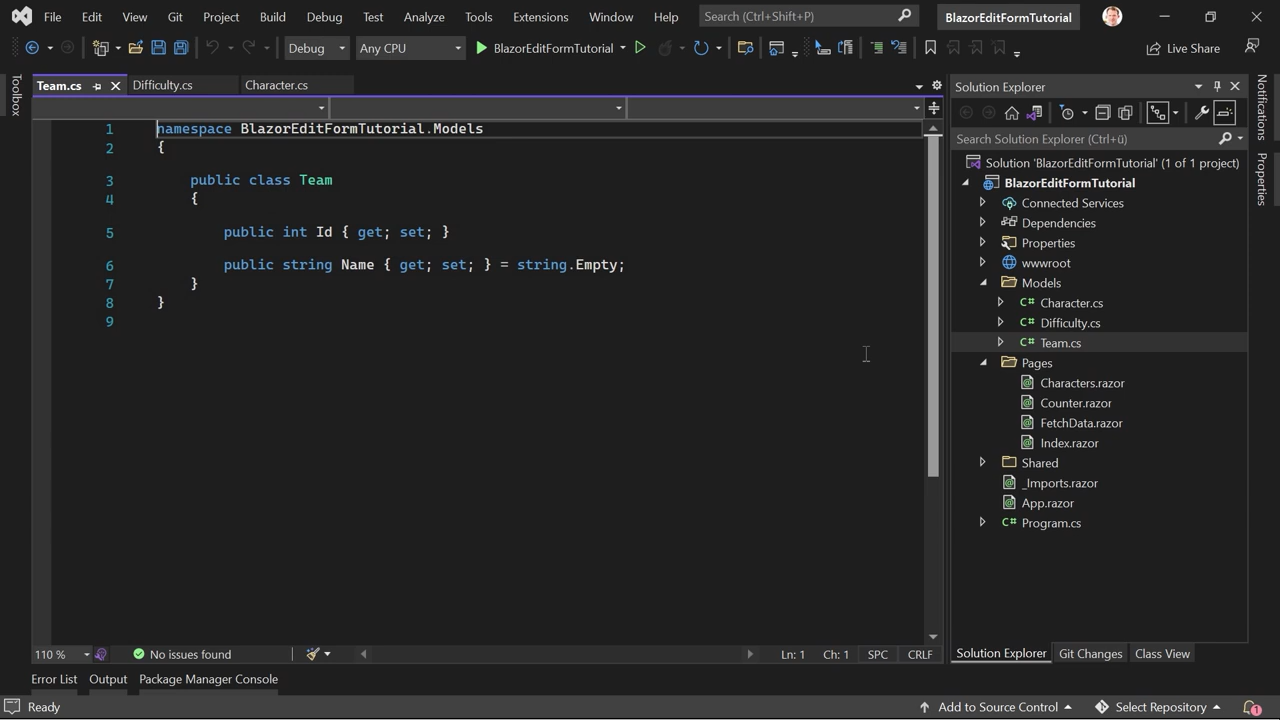 File Edit View Git Project Build Debug Test Analyze Tools Extensions Window Help Search (Ctrl+Shift+P) BlazorEditFormTutorial
Debug Any CPU BlazorEditFormTutorial Live Share
Toolbox
Team.cs Difficulty.cs Character.cs
1 namespace BlazorEditFormTutorial.Models
2 {
3 public class Team
4 {
5 public int Id { get; set; }
6 public string Name { get; set; } = string.Empty;
7 }
8 }
9
110 % No issues found Ln: 1 Ch: 1 SPC CRLF
Solution Explorer
Search Solution Explorer (Ctrl+ü)
Solution 'BlazorEditFormTutorial' (1 of 1 project)
BlazorEditFormTutorial
Connected Services
Dependencies
Properties
wwwroot
Models
C# Character.cs
C# Difficulty.cs
C# Team.cs
Pages
Characters.razor
Counter.razor
FetchData.razor
Index.razor
Shared
_Imports.razor
App.razor
C# Program.cs
Solution Explorer Git Changes Class View
Notifications
Properties
Error List Output Package Manager Console
Ready Add to Source Control Select Repository 1